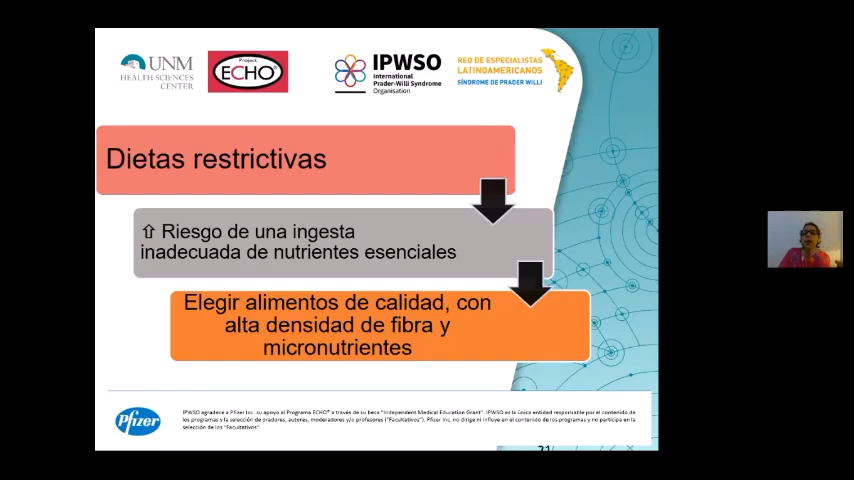 UNM
HEALTH SCIENCES
CENTER
Project
ECHO®
IPWSO
International
Prader-Willi Syndrome
Organisation
RED DE ESPECIALISTAS
LATINOAMERICANOS
SÍNDROME DE PRADER WILLI
Dietas restrictivas
⇧ Riesgo de una ingesta
inadecuada de nutrientes esenciales
Elegir alimentos de calidad, con
alta densidad de fibra y
micronutrientes
Pfizer
IPWSO agradece a Pfizer Inc. su apoyo al Programa ECHO® a través de su beca "Independent Medical Education Grant". IPWSO es la única entidad responsable por el contenido de
los programas y la selección de oradores, autores, moderadores y/o profesores ("Facultativos"). Pfizer Inc. no dirige ni influye en el contenido de los programas y no participa en la
selección de los "Facultativos".
21